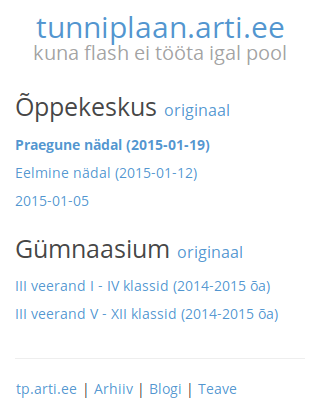 tunniplaan.arti.ee
kuna flash ei tööta igal pool
Õppekeskus originaal
Praegune nädal (2015-01-19)
Eelmine nädal (2015-01-12)
2015-01-05
Gümnaasium originaal
III veerand I - IV klassid (2014-2015 õa)
III veerand V - XII klassid (2014-2015 õa)
tp.arti.ee | Arhiiv | Blogi | Teave